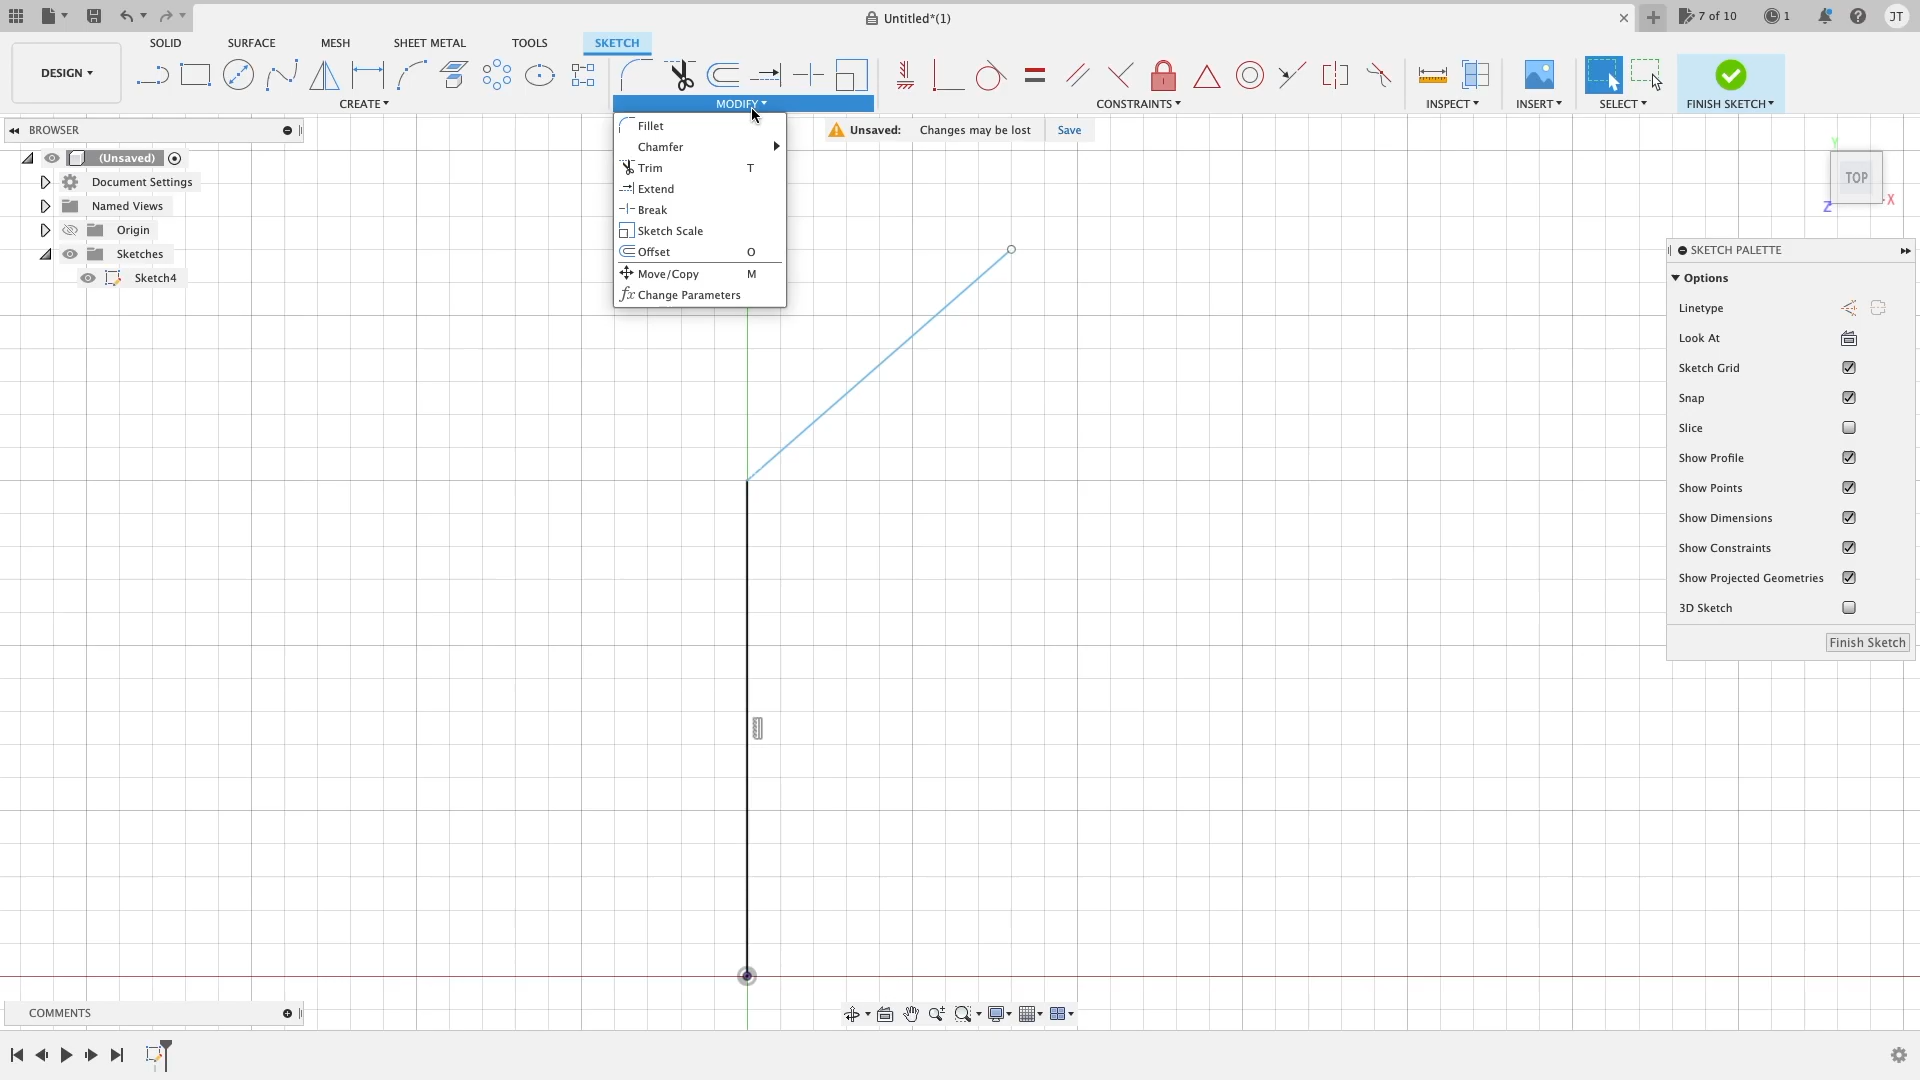 Untitled*(1)
7 of 10
1
JT
SOLID
SURFACE
MESH
SHEET METAL
TOOLS
SKETCH
DESIGN
CREATE
MODIFY
CONSTRAINTS
INSPECT
INSERT
SELECT
FINISH SKETCH
BROWSER
(Unsaved)
Document Settings
Named Views
Origin
Sketches
Sketch4
Fillet
Chamfer
Trim T
Extend
Break
Sketch Scale
Offset O
Move/Copy M
Change Parameters
Unsaved: Changes may be lost Save
Y
TOP
Z
X
SKETCH PALETTE
Options
Linetype
Look At
Sketch Grid
Snap
Slice
Show Profile
Show Points
Show Dimensions
Show Constraints
Show Projected Geometries
3D Sketch
Finish Sketch
COMMENTS